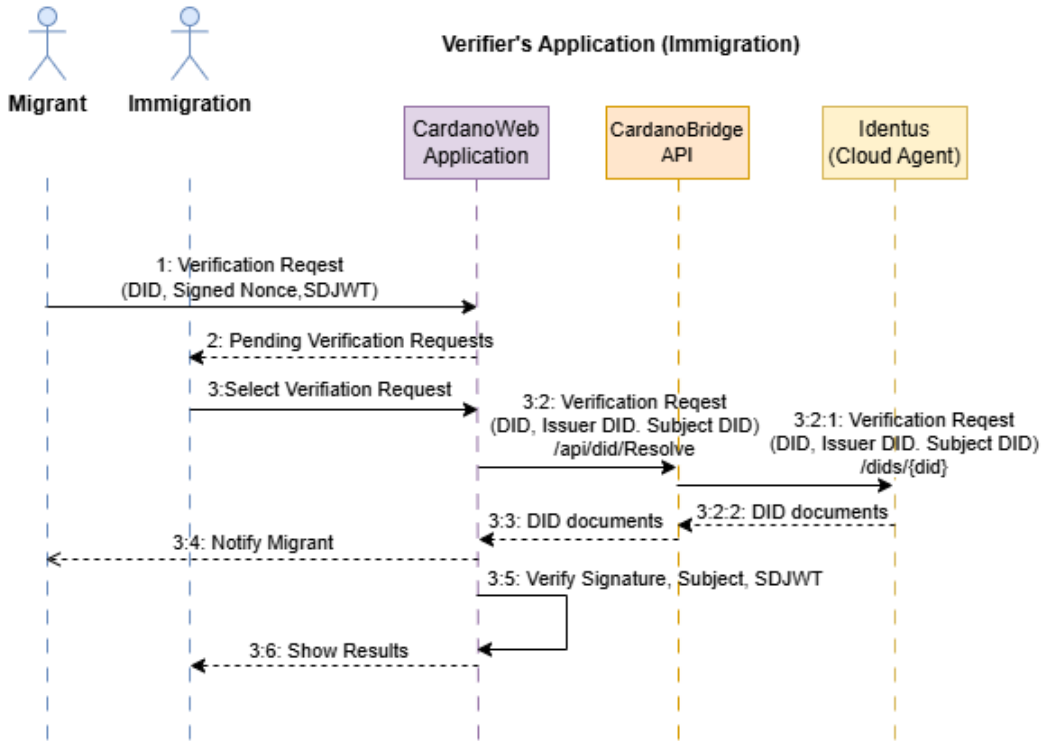 Verifier's Application (Immigration)
Migrant
Immigration
CardanoWeb
Application
CardanoBridge
API
Identus
(Cloud Agent)
1: Verification Reqest
(DID, Signed Nonce,SDJWT)
2: Pending Verification Requests
3:Select Verifiation Request
3:2: Verification Reqest
(DID, Issuer DID. Subject DID)
/api/did/Resolve
3:2:1: Verification Reqest
(DID, Issuer DID. Subject DID)
/dids/{did}
3:2:2: DID documents
3:3: DID documents
3:4: Notify Migrant
3:5: Verify Signature, Subject, SDJWT
3:6: Show Results